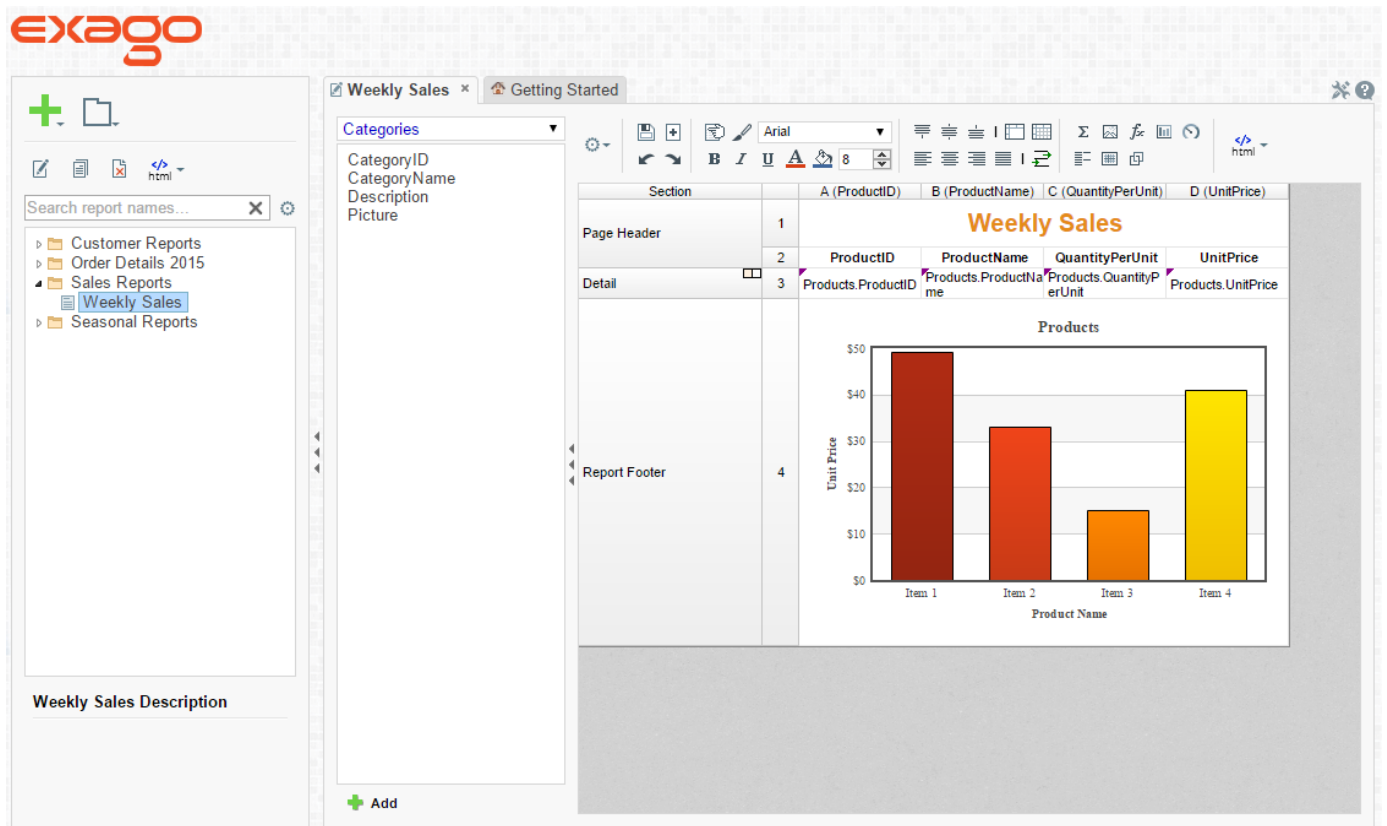 exago
Weekly Sales ×
Getting Started
</>
html
Search report names...
Customer Reports
Order Details 2015
Sales Reports
Weekly Sales
Seasonal Reports
Weekly Sales Description
Categories
CategoryID
CategoryName
Description
Picture
Add
Arial
B I U A 8
Σ fx
</>
html
Section A (ProductID) B (ProductName) C (QuantityPerUnit) D (UnitPrice)
Page Header 1 Weekly Sales
2 ProductID ProductName QuantityPerUnit UnitPrice
Detail 3 Products.ProductID Products.ProductNa Products.QuantityP Products.UnitPrice
me erUnit
Report Footer 4
Products
$50
$40
$30
$20
$10
$0
Unit Price
Item 1 Item 2 Item 3 Item 4
Product Name